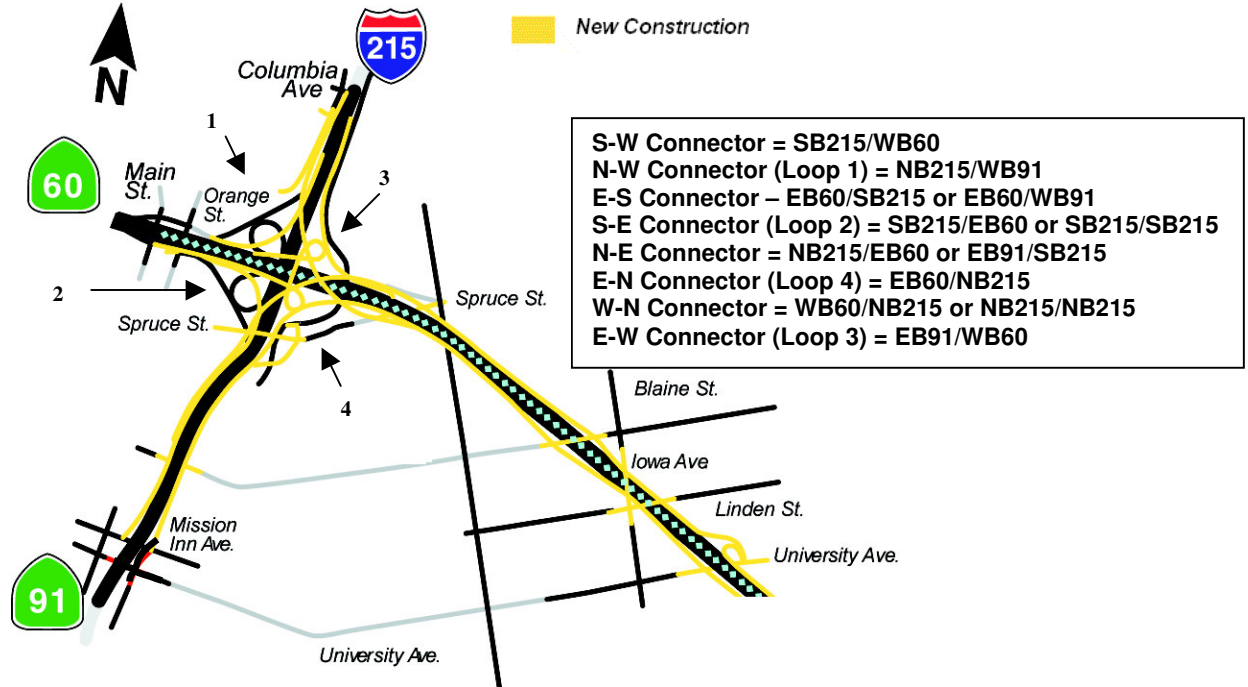 New Construction
215
Columbia
Ave
N
1
60
Main
St.
Orange
St.
3
S-W Connector = SB215/WB60
N-W Connector (Loop 1) = NB215/WB91
E-S Connector – EB60/SB215 or EB60/WB91
S-E Connector (Loop 2) = SB215/EB60 or SB215/SB215
N-E Connector = NB215/EB60 or EB91/SB215
E-N Connector (Loop 4) = EB60/NB215
W-N Connector = WB60/NB215 or NB215/NB215
E-W Connector (Loop 3) = EB91/WB60
2
Spruce St.
Spruce St.
4
Blaine St.
Iowa Ave
Linden St.
Mission
Inn Ave.
University Ave.
91
University Ave.